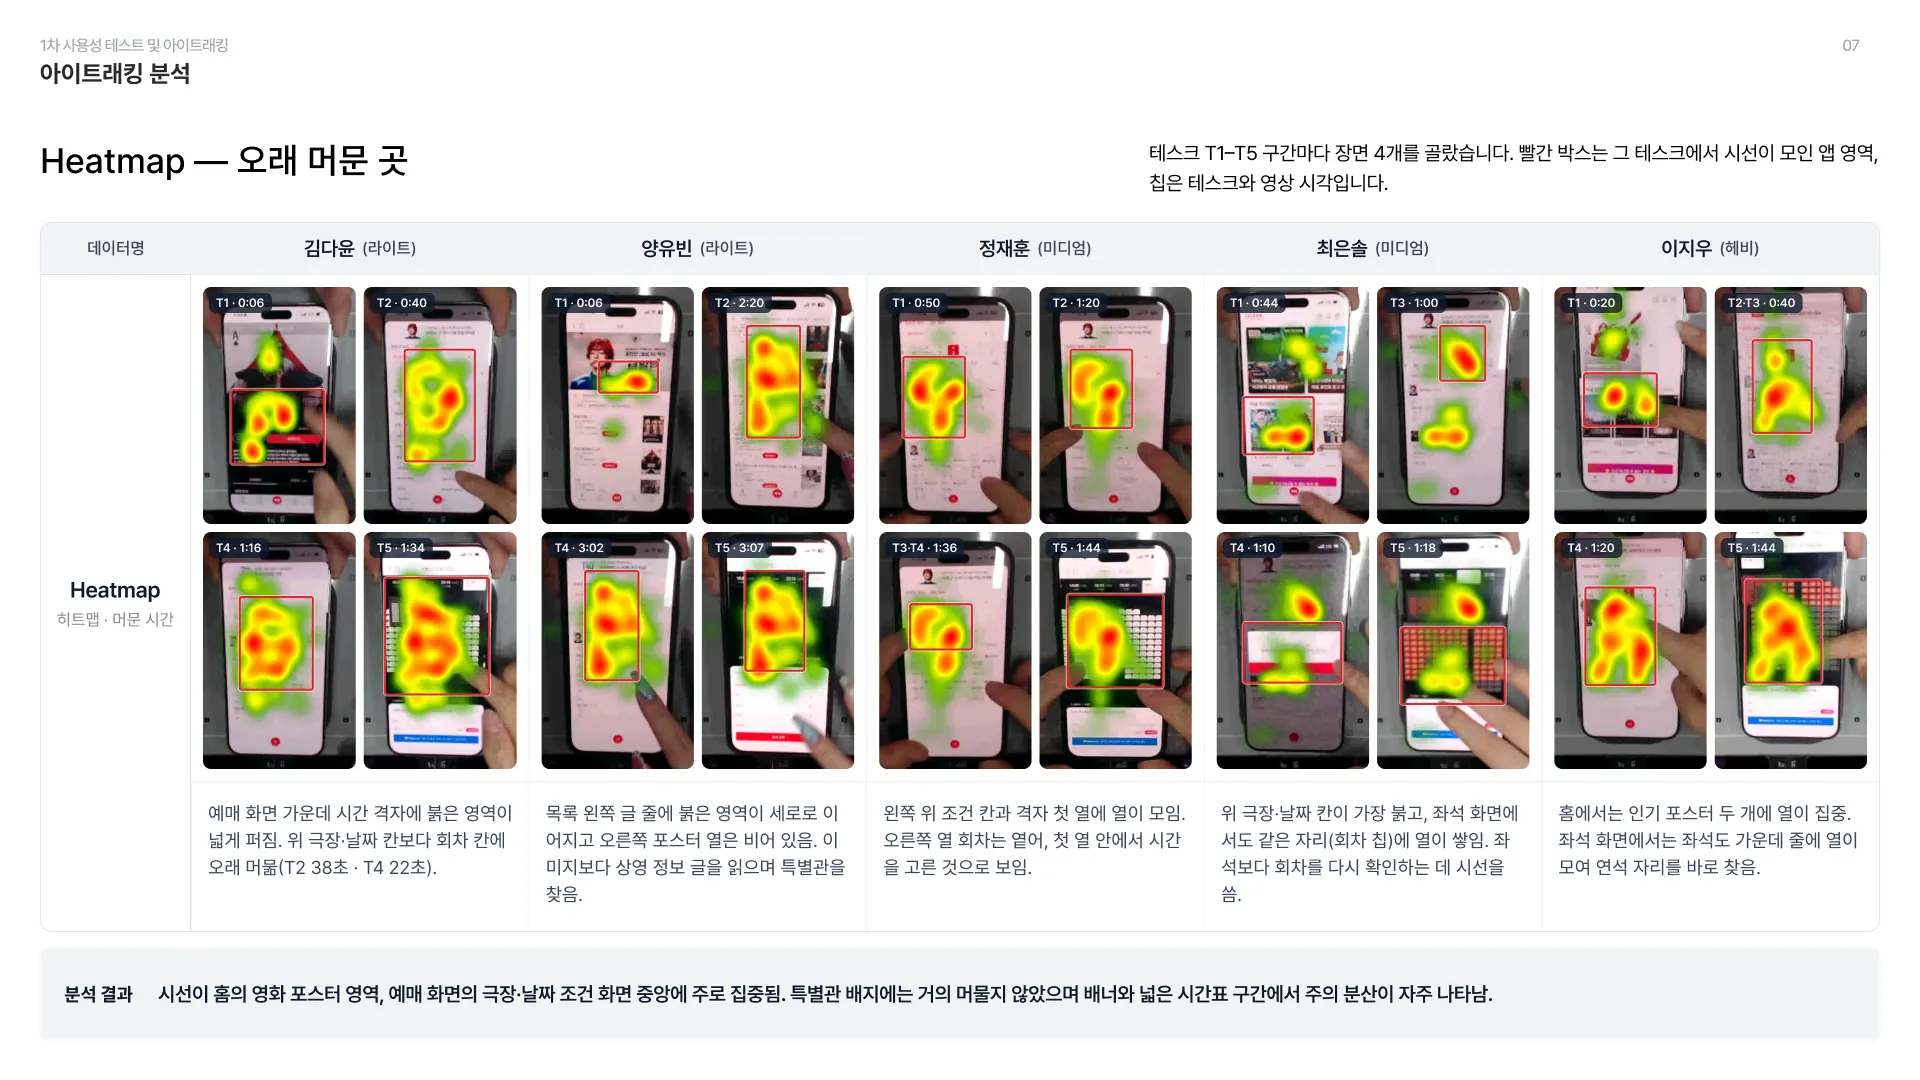 1차 사용성 테스트 및 아이트래킹
07
아이트래킹 분석
Heatmap — 오래 머문 곳
테스크 T1–T5 구간마다 장면 4개를 골랐습니다. 빨간 박스는 그 테스크에서 시선이 모인 앱 영역,
칩은 테스크와 영상 시각입니다.
데이터명
김다윤 (라이트)
양유빈 (라이트)
정재훈 (미디엄)
최은솔 (미디엄)
이지우 (헤비)
T1 · 0:06
T2 · 0:40
T1 · 0:06
T2 · 2:20
T1 · 0:50
T2 · 1:20
T1 · 0:44
T3 · 1:00
T1 · 0:20
T2·T3 · 0:40
T4 · 1:16
T5 · 1:34
T4 · 3:02
T5 · 3:07
T3·T4 · 1:36
T5 · 1:44
T4 · 1:10
T5 · 1:18
T4 · 1:20
T5 · 1:44
Heatmap
히트맵 · 머문 시간
예매 화면 가운데 시간 격자에 붉은 영역이
넓게 퍼짐. 위 극장·날짜 칸보다 회차 칸에
오래 머묾(T2 38초 · T4 22초).
목록 왼쪽 글 줄에 붉은 영역이 세로로 이
어지고 오른쪽 포스터 열은 비어 있음. 이
미지보다 상영 정보 글을 읽으며 특별관을
찾음.
왼쪽 위 조건 칸과 격자 첫 열에 열이 모임.
오른쪽 열 회차는 옅어, 첫 열 안에서 시간
을 고른 것으로 보임.
위 극장·날짜 칸이 가장 붉고, 좌석 화면에
서도 같은 자리(회차 칩)에 열이 쌓임. 좌
석보다 회차를 다시 확인하는 데 시선을
씀.
홈에서는 인기 포스터 두 개에 열이 집중.
좌석 화면에서는 좌석도 가운데 줄에 열이
모여 연석 자리를 바로 찾음.
분석 결과 시선이 홈의 영화 포스터 영역, 예매 화면의 극장·날짜 조건 화면 중앙에 주로 집중됨. 특별관 배지에는 거의 머물지 않았으며 배너와 넓은 시간표 구간에서 주의 분산이 자주 나타남.